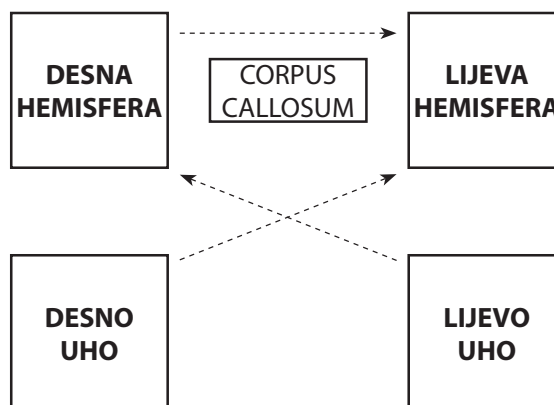 DESNA
HEMISFERA
CORPUS
CALLOSUM
LIJEVA
HEMISFERA
DESNO
UHO
LIJEVO
UHO